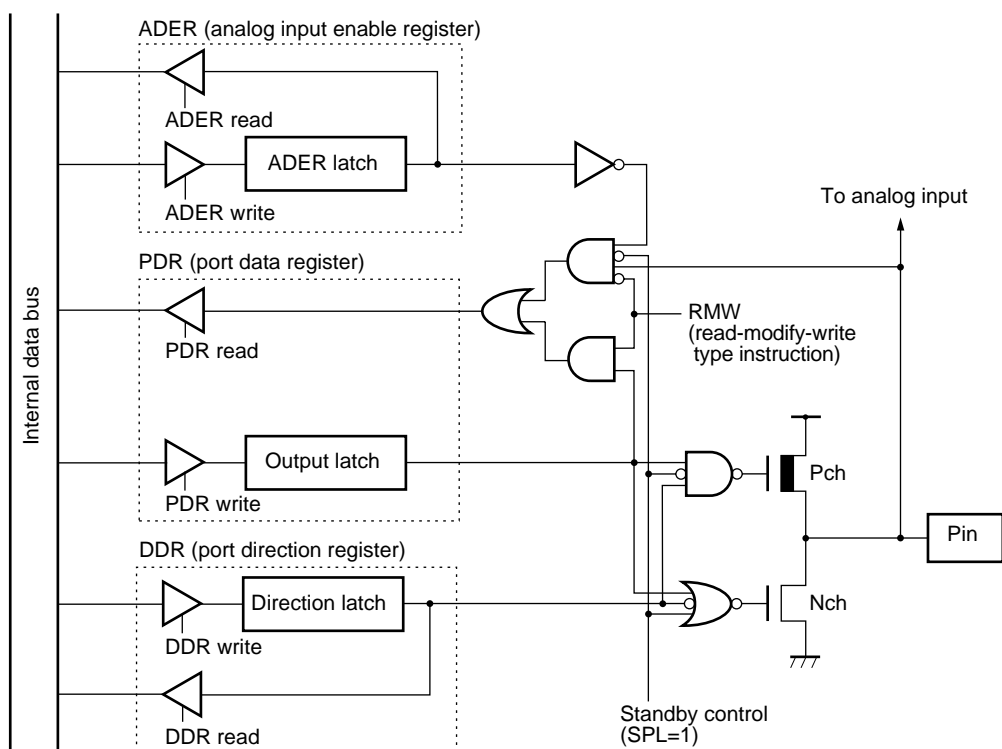 ADER (analog input enable register)
ADER read
ADER latch
ADER write
To analog input
PDR (port data register)
RMW
(read-modify-write
type instruction)
PDR read
Internal data bus
Output latch
Pch
PDR write
Pin
DDR (port direction register)
Direction latch
Nch
DDR write
Standby control
(SPL=1)
DDR read